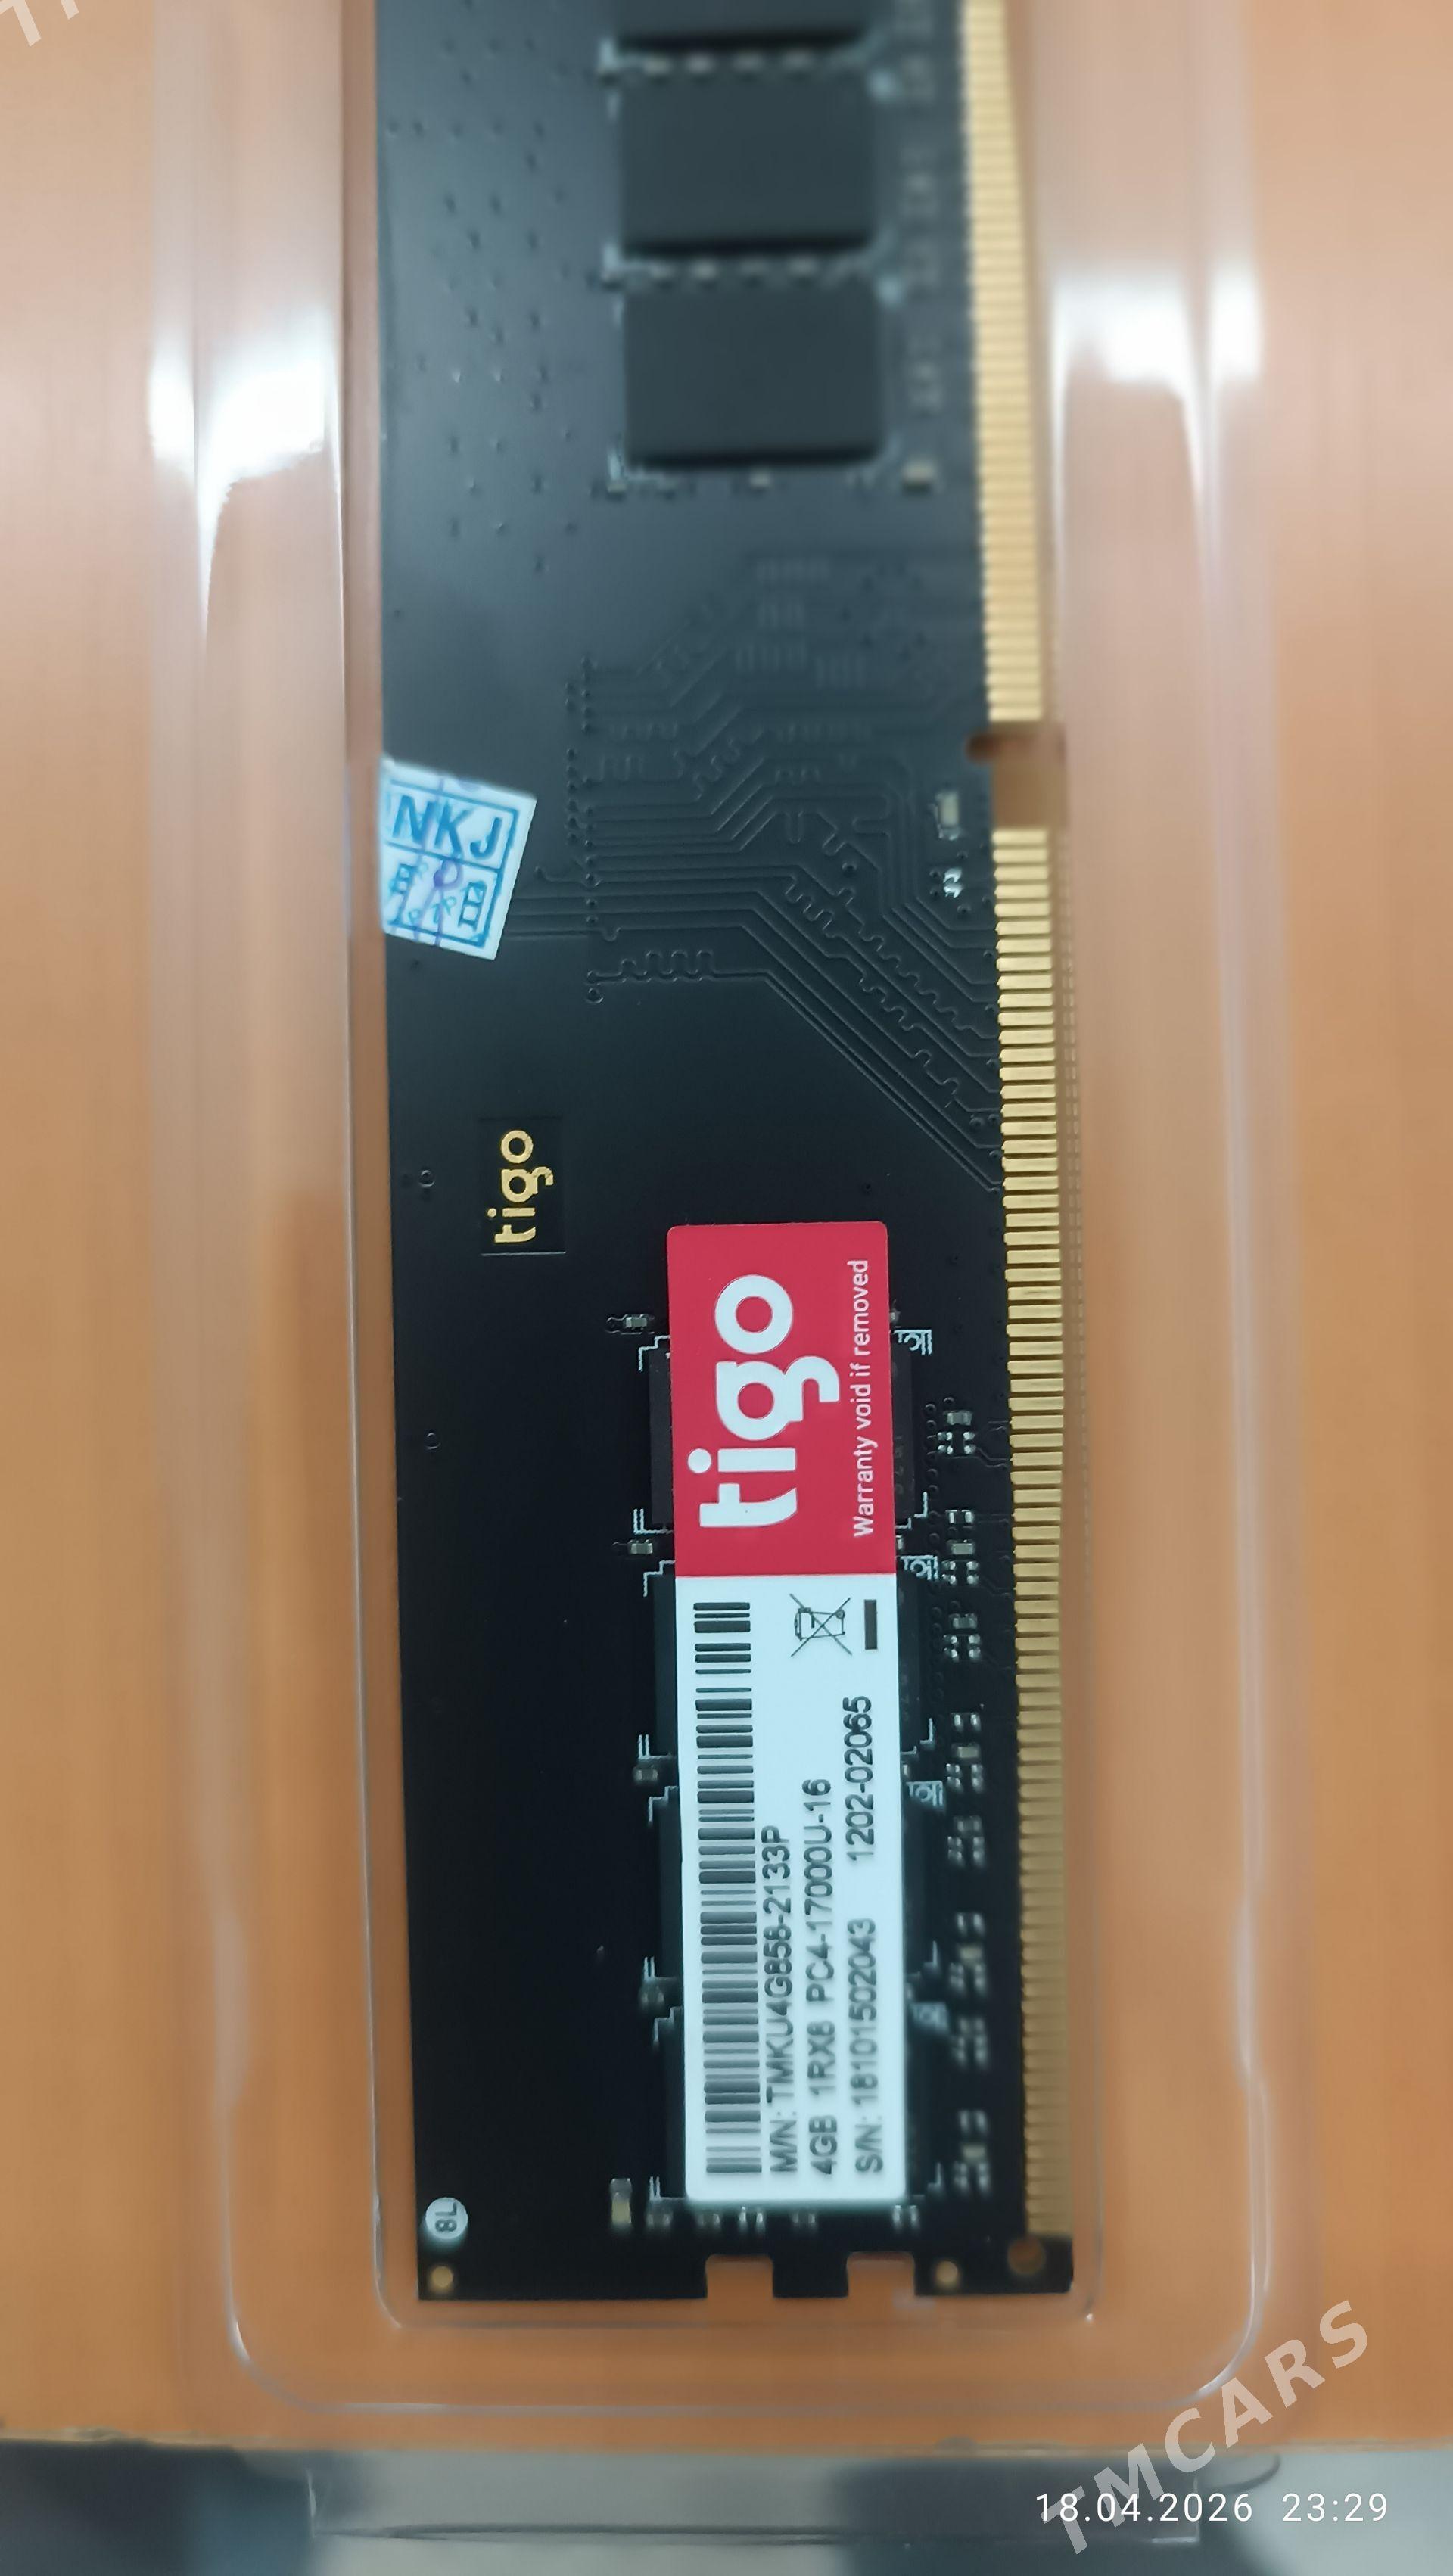 NKJ
tigo
tigo
Warranty void if removed
M/N: TMKU4G858-2133P
4GB 1RX8 PC4-17000U-16
S/N: 18101502043 1202-02065
8L
TMCARS
18.04.2026 23:29